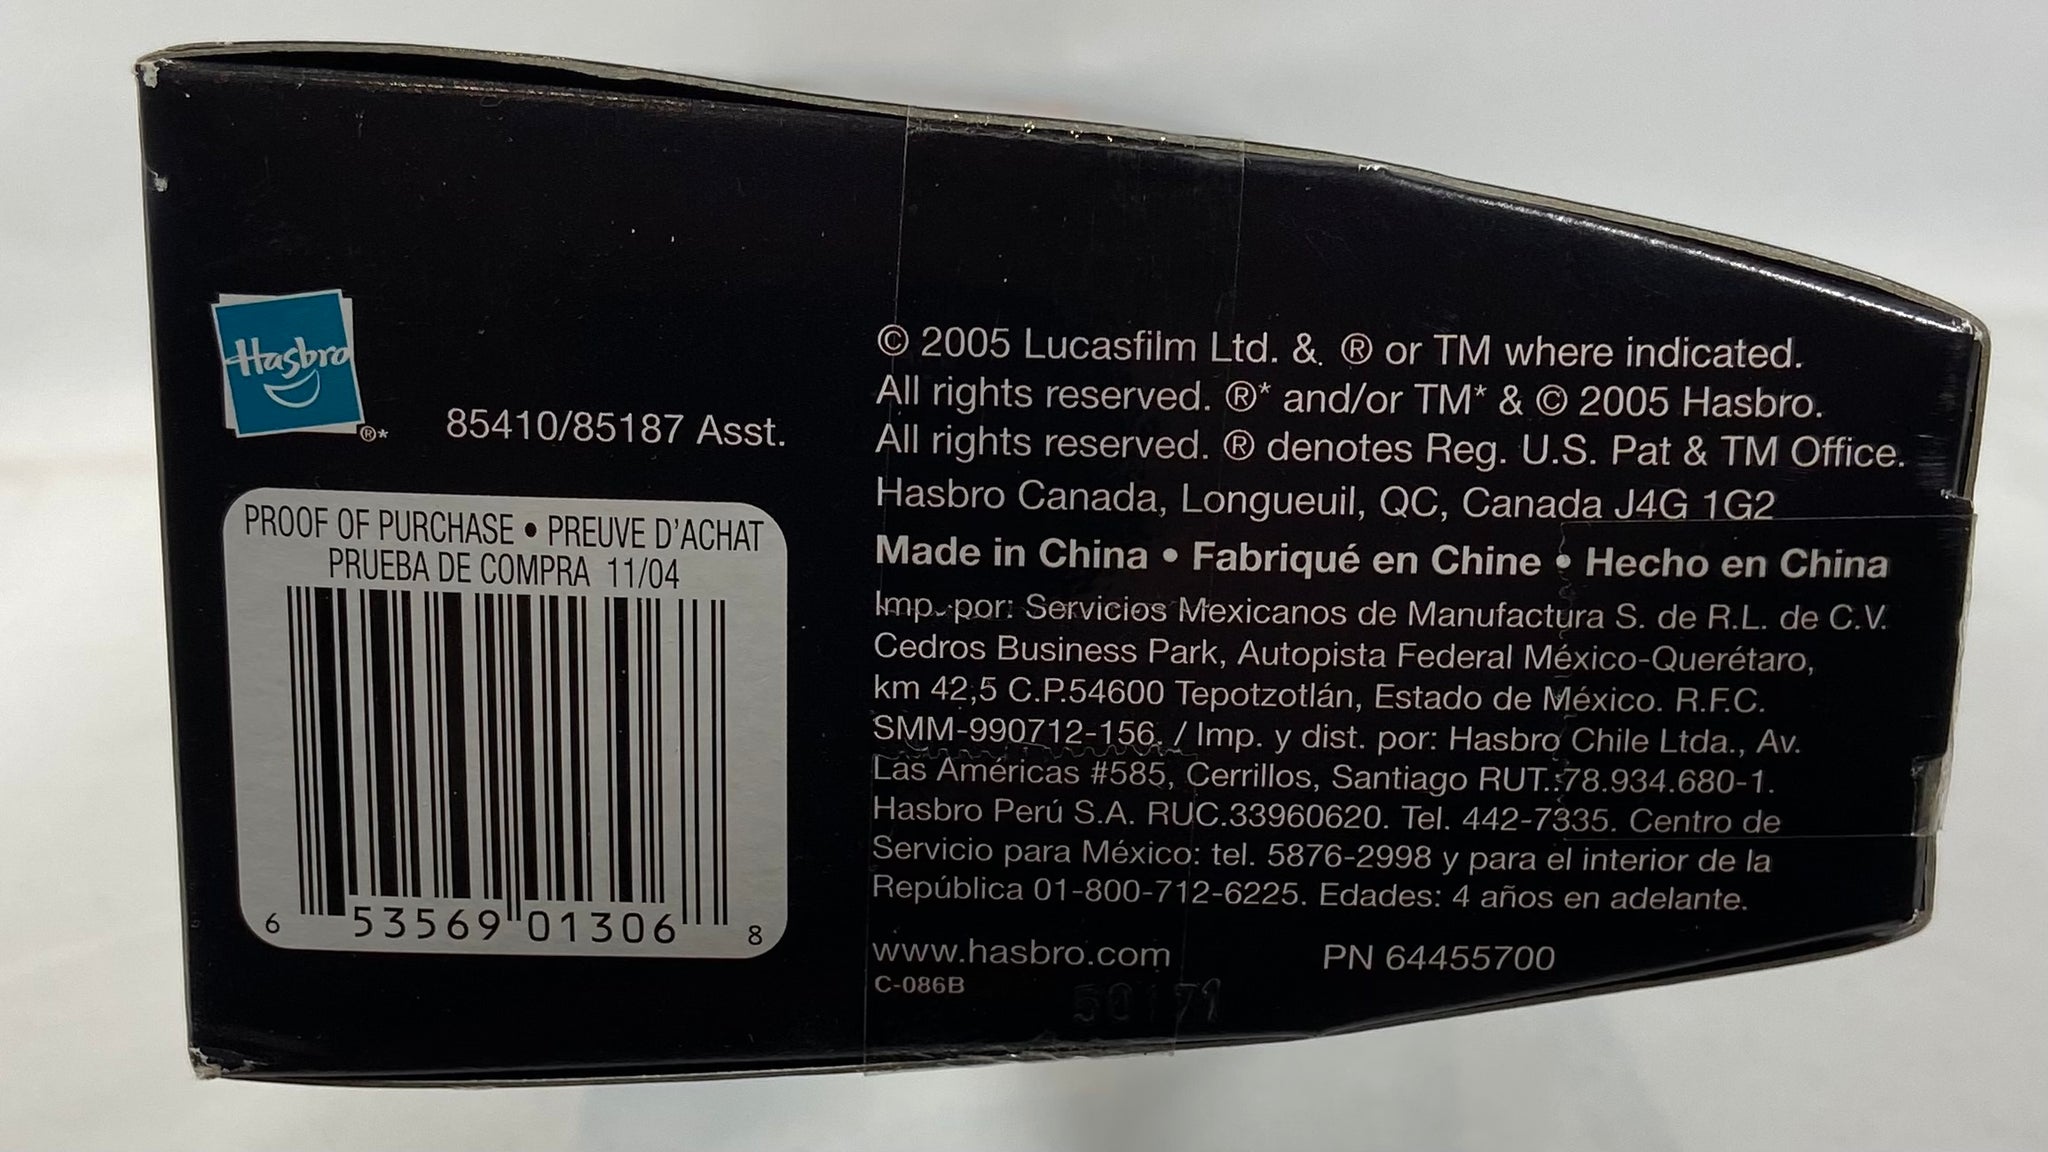 Hasbro
®*
85410/85187 Asst.
PROOF OF PURCHASE • PREUVE D'ACHAT
PRUEBA DE COMPRA 11/04
6 53569 01306 8
© 2005 Lucasfilm Ltd. & ® or TM where indicated.
All rights reserved. ®* and/or TM* & © 2005 Hasbro.
All rights reserved. ® denotes Reg. U.S. Pat & TM Office.
Hasbro Canada, Longueuil, QC, Canada J4G 1G2
Made in China • Fabriqué en Chine • Hecho en China
Imp. por: Servicios Mexicanos de Manufactura S. de R.L. de C.V.
Cedros Business Park, Autopista Federal México-Querétaro,
km 42,5 C.P.54600 Tepotzotlán, Estado de México. R.F.C.
SMM-990712-156. / Imp. y dist. por: Hasbro Chile Ltda., Av.
Las Américas #585, Cerrillos, Santiago RUT.:78.934.680-1.
Hasbro Perú S.A. RUC.33960620. Tel. 442-7335. Centro de
Servicio para México: tel. 5876-2998 y para el interior de la
República 01-800-712-6225. Edades: 4 años en adelante.
www.hasbro.com PN 64455700
C-086B
50171